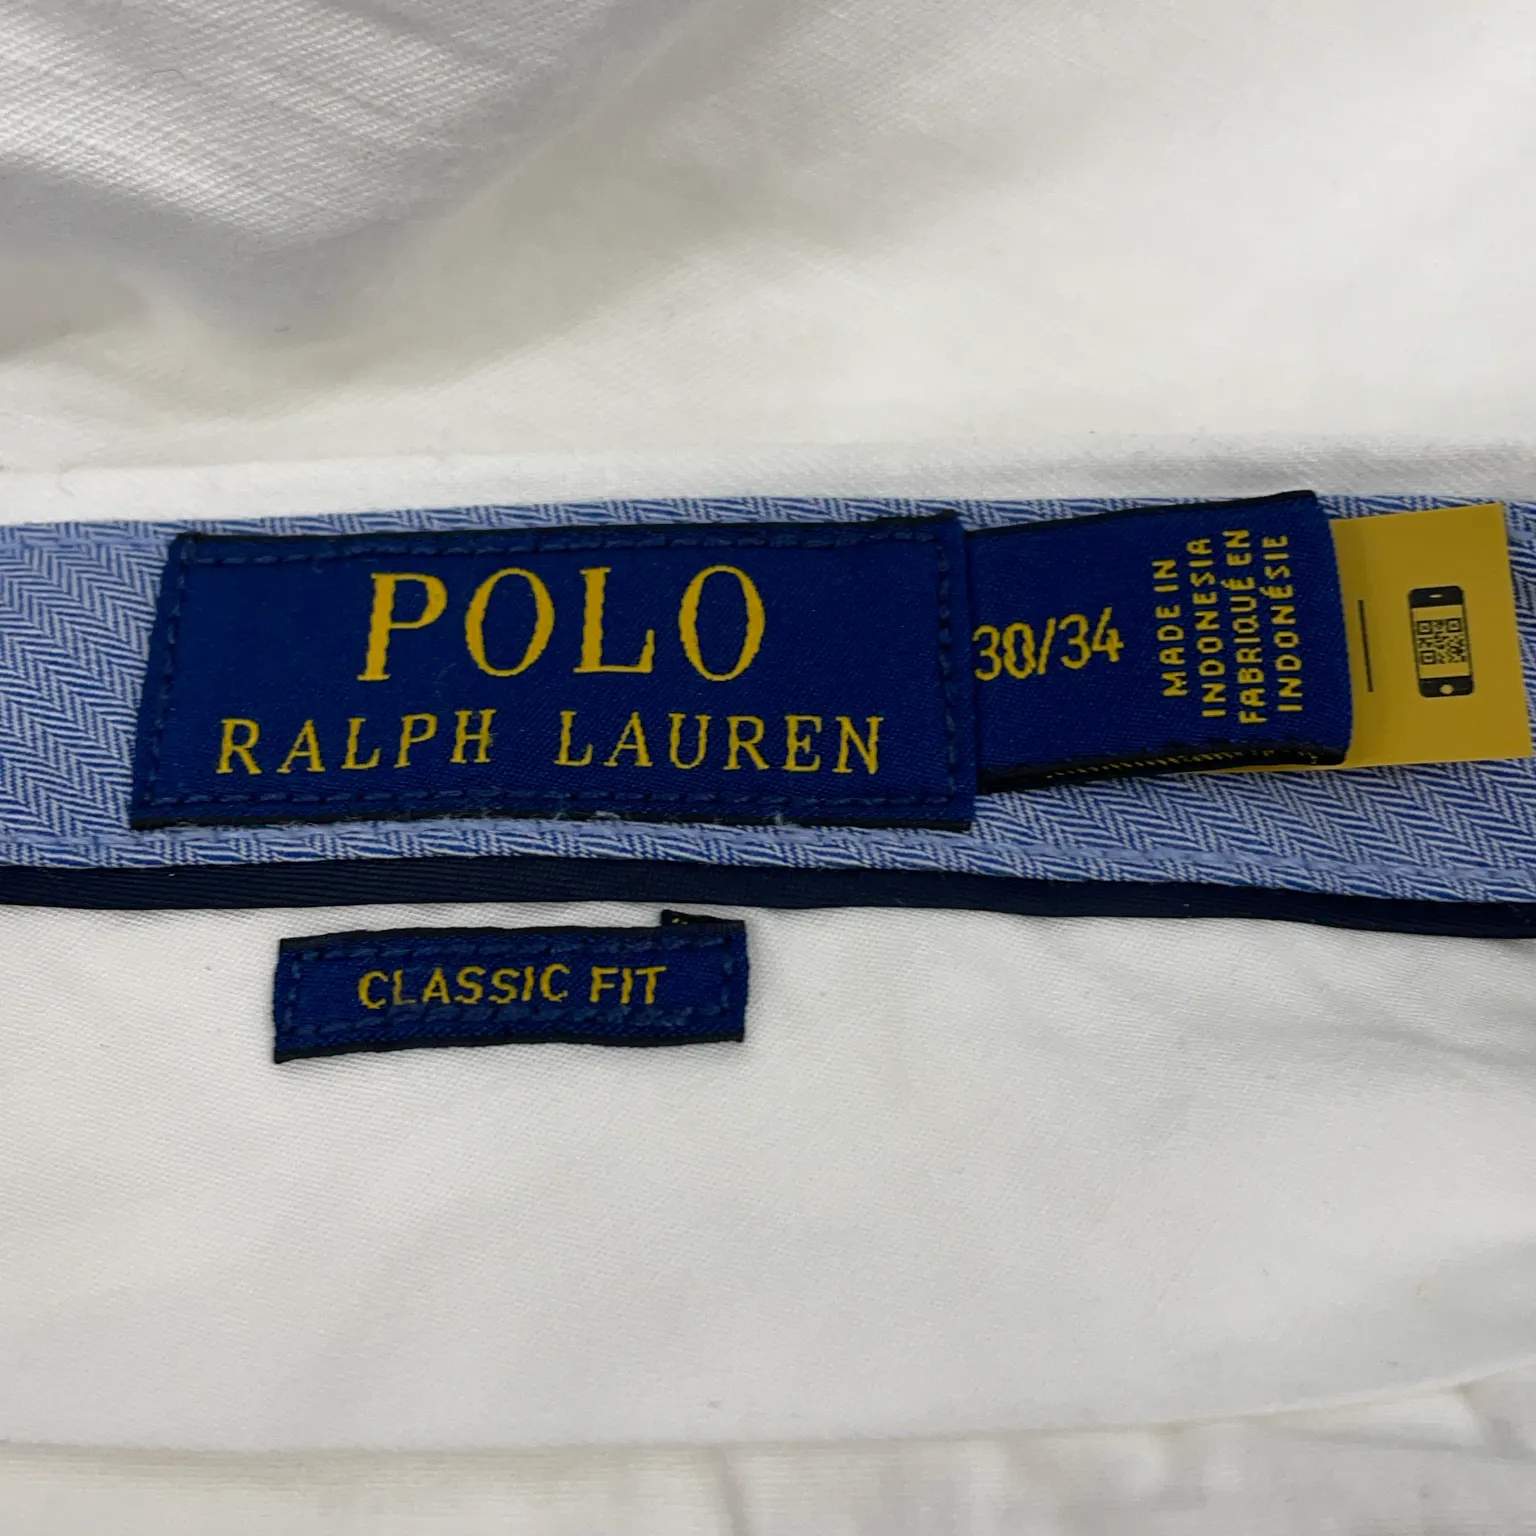 POLO
RALPH LAUREN
30/34
MADE IN
INDONESIA
FABRIQUÉ EN
INDONÉSIE
CLASSIC FIT